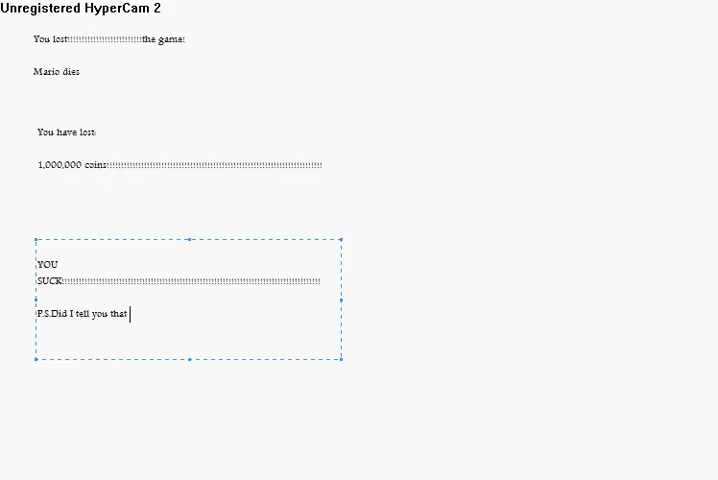 Unregistered HyperCam 2
You lost!!!!!!!!!!!!!!!!!!!!!!!!!!!the game!
Mario dies
You have lost:
1,000,000 coins!!!!!!!!!!!!!!!!!!!!!!!!!!!!!!!!!!!!!!!!!!!!!!!!!!!!!!!!!!!!!!!!!!!!!!!!!!!!!!
YOU
SUCK!!!!!!!!!!!!!!!!!!!!!!!!!!!!!!!!!!!!!!!!!!!!!!!!!!!!!!!!!!!!!!!!!!!!!!!!!!!!!!!!!!!!!!!!!!!!!
P.S.Did I tell you that